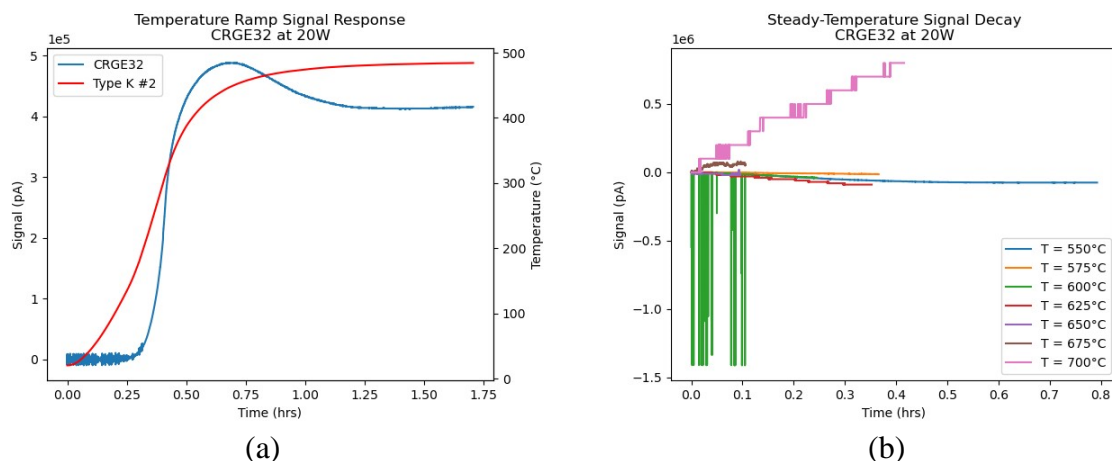 Temperature Ramp Signal Response
CRGE32 at 20W
1e5
CRGE32
Type K #2
5
4
3
2
1
0
Signal (pA)
500
400
300
200
100
0
Temperature (°C)
0.00 0.25 0.50 0.75 1.00 1.25 1.50 1.75
Time (hrs)
(a)
Steady-Temperature Signal Decay
CRGE32 at 20W
1e6
0.5
0.0
−0.5
−1.0
−1.5
Signal (pA)
T = 550°C
T = 575°C
T = 600°C
T = 625°C
T = 650°C
T = 675°C
T = 700°C
0.0 0.1 0.2 0.3 0.4 0.5 0.6 0.7 0.8
Time (hrs)
(b)